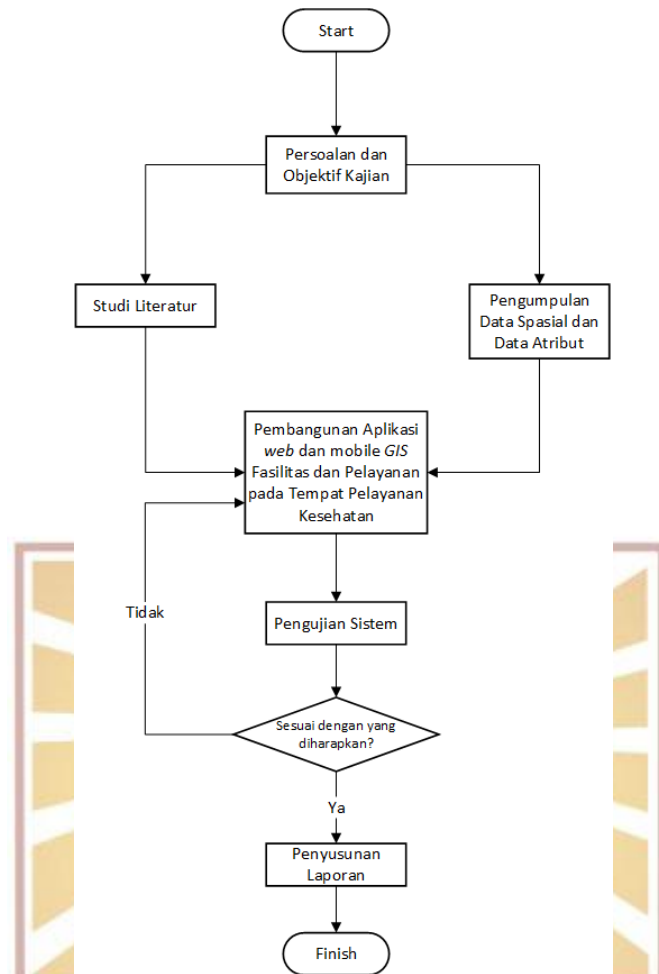 Start
Persoalan dan
Objektif Kajian
Studi Literatur
Pengumpulan
Data Spasial dan
Data Atribut
Pembangunan Aplikasi
web dan mobile GIS
Fasilitas dan Pelayanan
pada Tempat Pelayanan
Kesehatan
Tidak
Pengujian Sistem
Sesuai dengan yang
diharapkan?
Ya
Penyusunan
Laporan
Finish